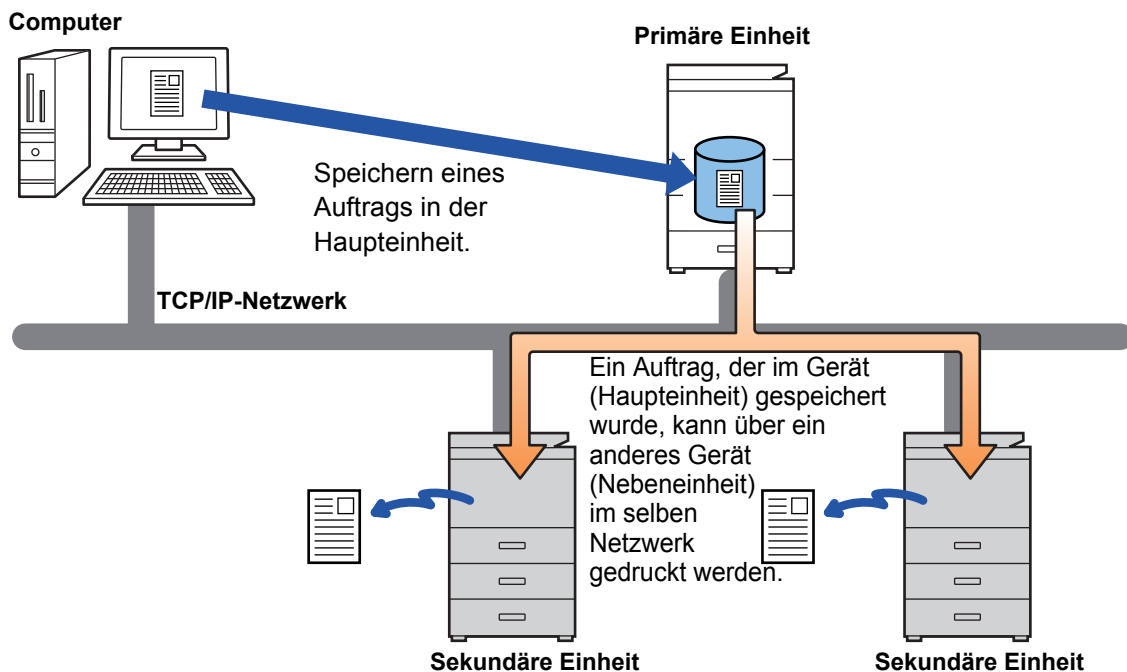 Computer
Primäre Einheit
Speichern eines
Auftrags in der
Haupteinheit.
TCP/IP-Netzwerk
Ein Auftrag, der im Gerät
(Haupteinheit) gespeichert
wurde, kann über ein
anderes Gerät
(Nebeneinheit)
im selben
Netzwerk
gedruckt werden.
Sekundäre Einheit
Sekundäre Einheit